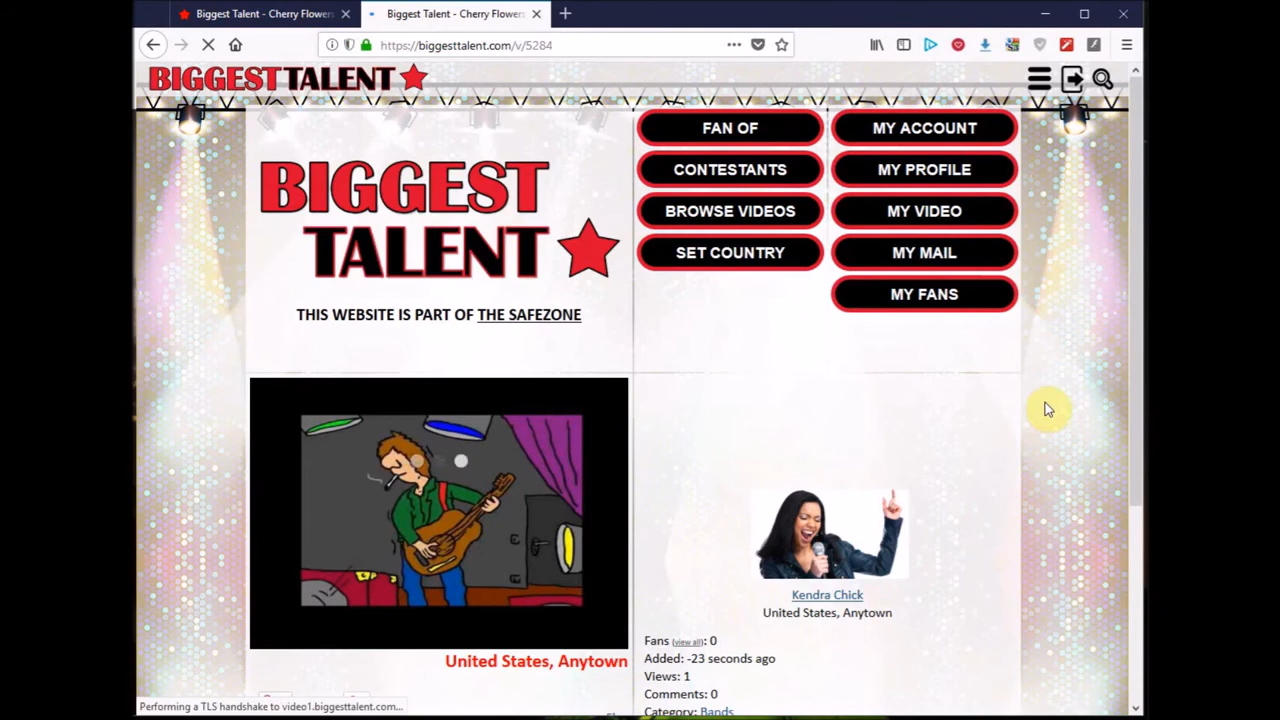 Biggest Talent - Cherry Flowers
Biggest Talent - Cherry Flowers
https://biggesttalent.com/v/5284
BIGGEST TALENT
FAN OF
MY ACCOUNT
CONTESTANTS
MY PROFILE
BROWSE VIDEOS
MY VIDEO
SET COUNTRY
MY MAIL
MY FANS
BIGGEST
TALENT
THIS WEBSITE IS PART OF THE SAFEZONE
Kendra Chick
United States, Anytown
Fans (view all): 0
Added: -23 seconds ago
Views: 1
Comments: 0
Category: Bands
United States, Anytown
Performing a TLS handshake to video1.biggesttalent.com...